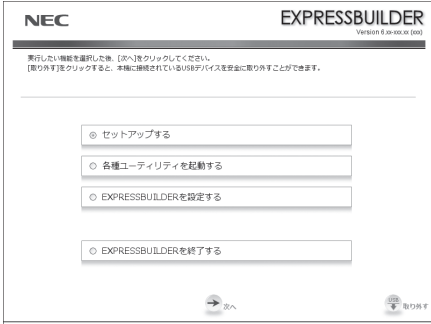 NEC
EXPRESSBUILDER
Version 6.xx-xxx.xx (xxx)
実行したい機能を選択した後、[次へ]をクリックしてください。
[取り外す]をクリックすると、本機に接続されているUSBデバイスを安全に取り外すことができます。
セットアップする
各種ユーティリティを起動する
EXPRESSBUILDERを設定する
EXPRESSBUILDERを終了する
次へ
USB
取り外す